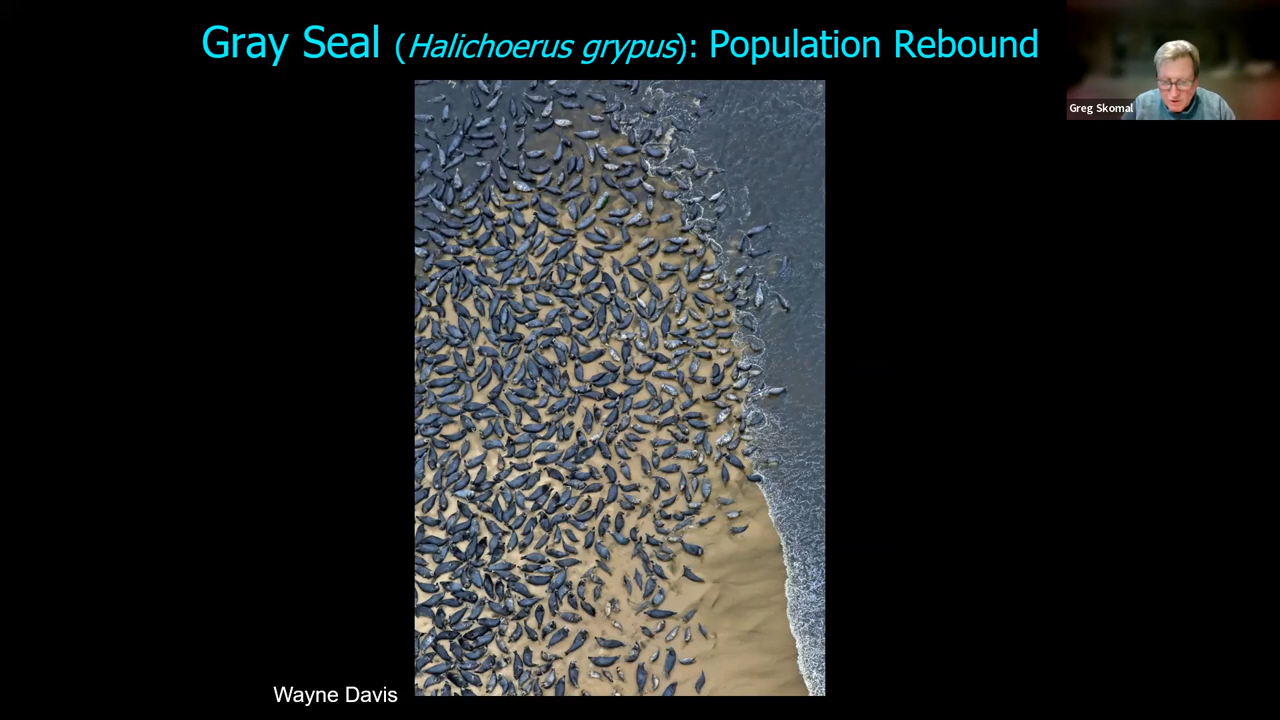 Gray Seal (Halichoerus grypus): Population Rebound
Greg Skomal
Wayne Davis